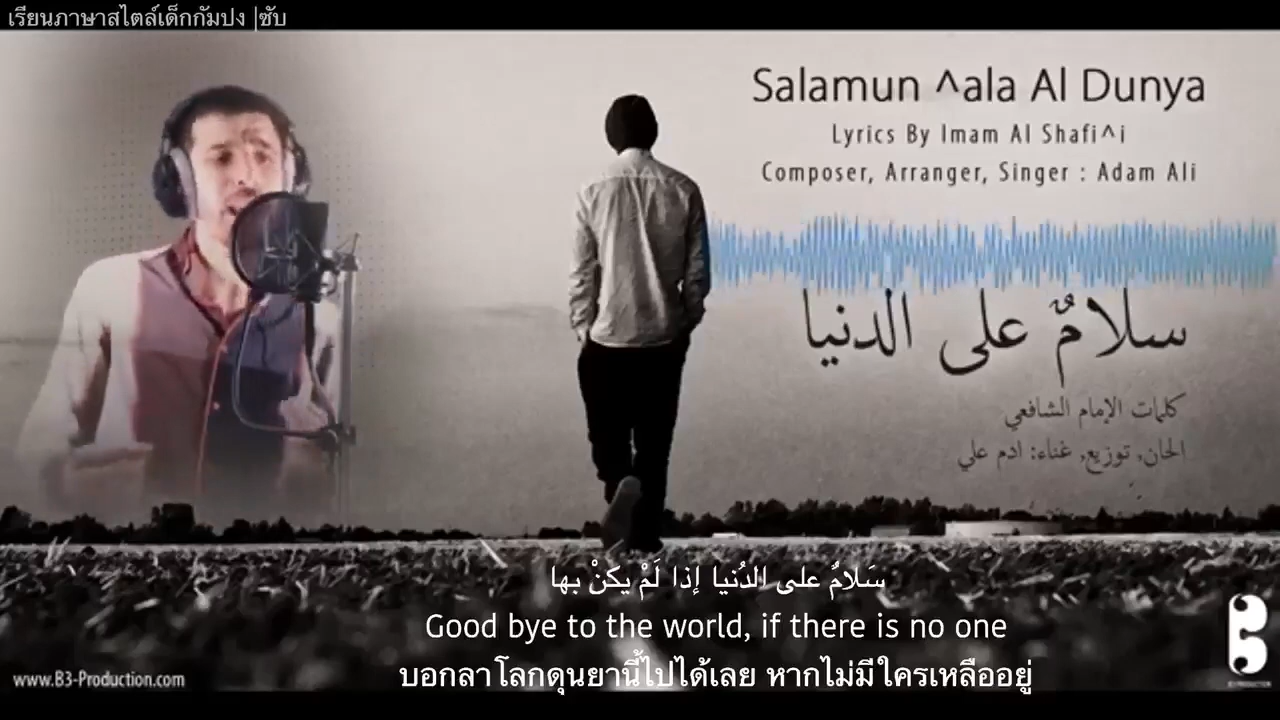 เรียนภาษาสไตล์เด็กกัมปง |ซับ
Salamun ^ala Al Dunya
Lyrics By Imam Al Shafi^i
Composer, Arranger, Singer : Adam Ali
سلامٌ على الدنيا
كلمات الإمام الشافعي
الحان, توزيع, غناء: ادم علي
سَلامٌ على الدُنيا إذا لَمْ يكنْ بها
Good bye to the world, if there is no one
บอกลาโลกดุนยานี้ไปได้เลย หากไม่มีใครเหลืออยู่
www.B3-Production.com